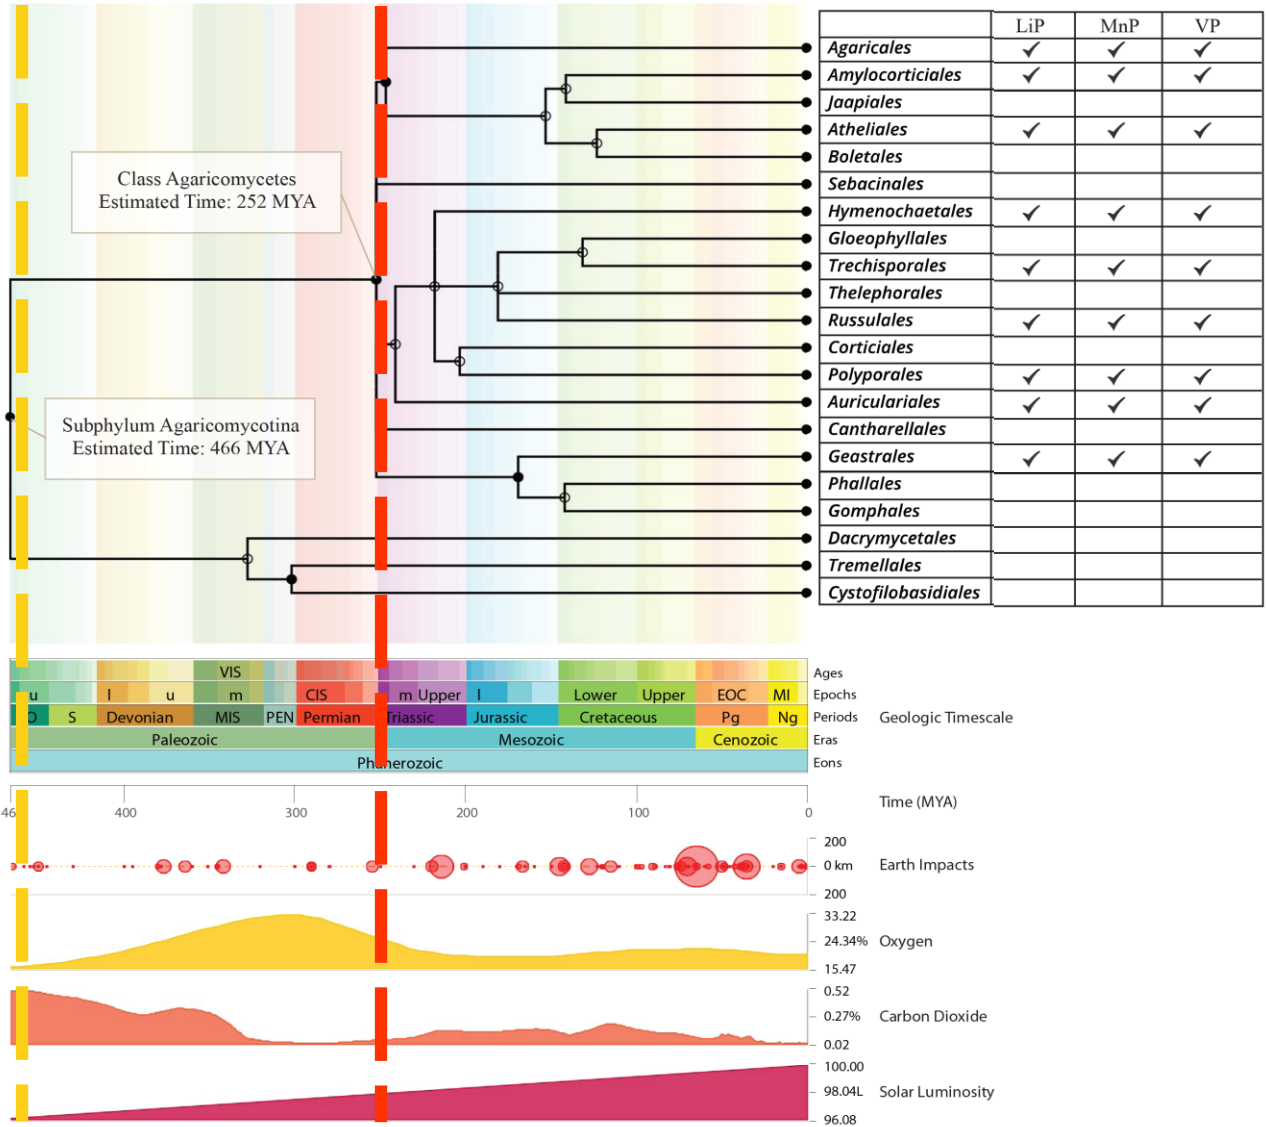 LiP MnP VP
Agaricales ✓ ✓ ✓
Amylocorticiales ✓ ✓ ✓
Jaapiales
Atheliales ✓ ✓ ✓
Boletales
Sebacinales
Hymenochaetales ✓ ✓ ✓
Gloeophyllales
Trechisporales ✓ ✓ ✓
Thelephorales
Russulales ✓ ✓ ✓
Corticiales
Polyporales ✓ ✓ ✓
Auriculariales ✓ ✓ ✓
Cantharellales
Geastrales ✓ ✓ ✓
Phallales
Gomphales
Dacrymycetales
Tremellales
Cystofilobasidiales
Class Agaricomycetes
Estimated Time: 252 MYA
Subphylum Agaricomycotina
Estimated Time: 466 MYA
VIS Ages
u l u m CIS m Upper l Lower Upper EOC MI Epochs
O S Devonian MIS PEN Permian Triassic Jurassic Cretaceous Pg Ng Periods
Geologic Timescale
Paleozoic Mesozoic Cenozoic Eras
Phanerozoic Eons
46 400 300 200 100 0
Time (MYA)
200
0 km
200
Earth Impacts
33.22
24.34%
15.47
Oxygen
0.52
0.27%
0.02
Carbon Dioxide
100.00
98.04L
96.08
Solar Luminosity